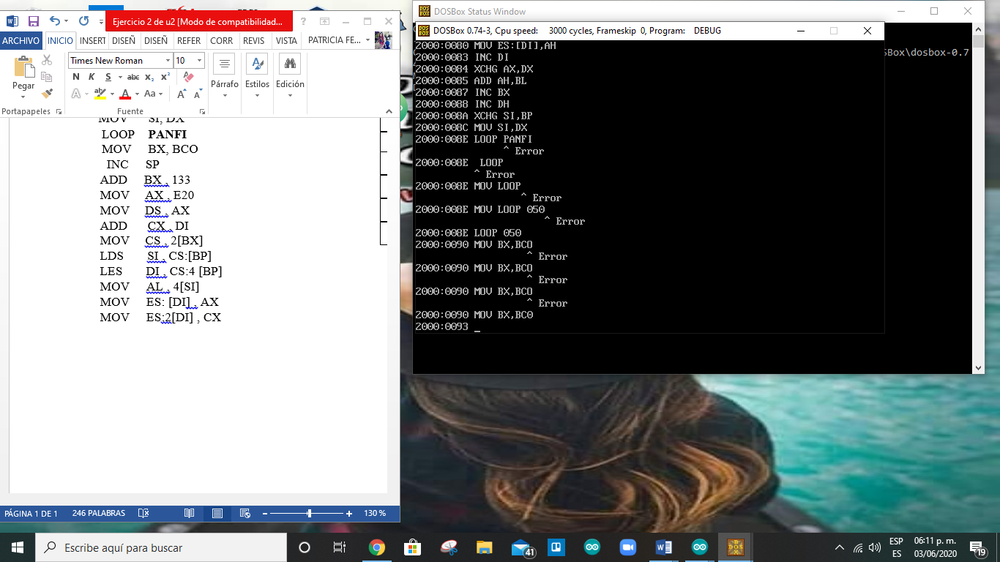 Ejercicio 2 de u2 [Modo de compatibilidad...
ARCHIVO INICIO INSERT DISEÑ DISEÑ REFER CORR REVIS VISTA PATRICIA FE...
Times New Roman 10
Pegar
N K S abc x₂ x²
A ab A Aa A A
Párrafo Estilos Edición
Portapapeles Fuente
MOV SI, DX
LOOP PANFI
MOV BX, BCO
INC SP
ADD BX , 133
MOV AX , E20
MOV DS , AX
ADD CX , DI
MOV CS , 2[BX]
LDS SI , CS:[BP]
LES DI , CS:4 [BP]
MOV AL , 4[SI]
MOV ES: [DI] , AX
MOV ES:2[DI] , CX
PÁGINA 1 DE 1 246 PALABRAS 130 %
DOSBox Status Window
SBox\dosbox-0.7
DOSBox 0.74-3, Cpu speed: 3000 cycles, Frameskip 0, Program: DEBUG
2000:0080 MOV ES:[DI],AH
2000:0083 INC DI
2000:0084 XCHG AX,DX
2000:0085 ADD AH,BL
2000:0087 INC BX
2000:0088 INC DH
2000:008A XCHG SI,BP
2000:008C MOV SI,DX
2000:008E LOOP PANFI
^ Error
2000:008E LOOP
^ Error
2000:008E MOV LOOP
^ Error
2000:008E MOV LOOP 050
^ Error
2000:008E LOOP 050
2000:0090 MOV BX,BCO
^ Error
2000:0090 MOV BX,BCO
^ Error
2000:0090 MOV BX,BCO
^ Error
2000:0090 MOV BX,BC0
2000:0093 _
Escribe aquí para buscar
41
ESP
ES
06:11 p. m.
03/06/2020
19